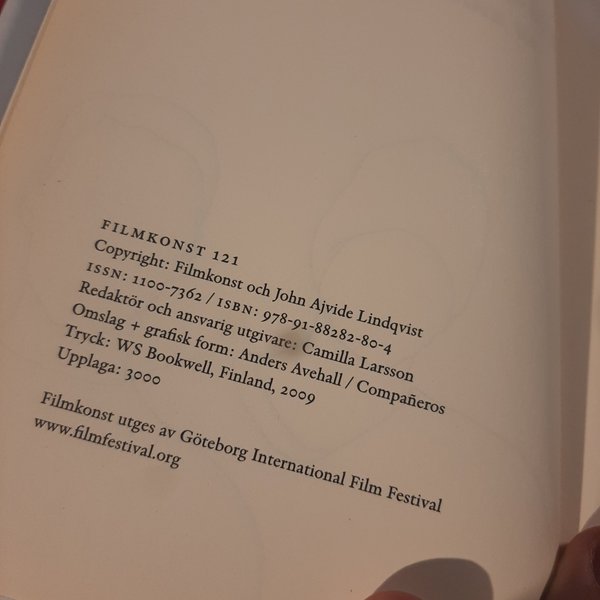 FILMKONST 121
Copyright: Filmkonst och John Ajvide Lindqvist
ISSN: 1100-7362 / ISBN: 978-91-88282-80-4
Redaktör och ansvarig utgivare: Camilla Larsson
Omslag + grafisk form: Anders Avehall / Compañeros
Tryck: WS Bookwell, Finland, 2009
Upplaga: 3000
Filmkonst utges av Göteborg International Film Festival
www.filmfestival.org